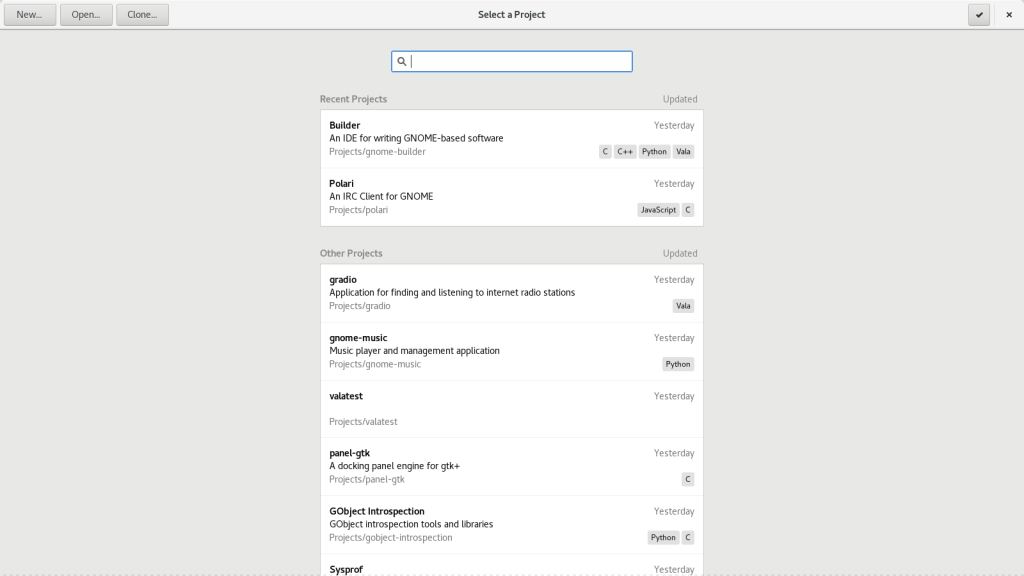 New... Open... Clone... Select a Project
Recent Projects Updated
Builder Yesterday
An IDE for writing GNOME-based software
Projects/gnome-builder C C++ Python Vala
Polari Yesterday
An IRC Client for GNOME
Projects/polari JavaScript C
Other Projects Updated
gradio Yesterday
Application for finding and listening to internet radio stations
Projects/gradio Vala
gnome-music Yesterday
Music player and management application
Projects/gnome-music Python
valatest Yesterday
Projects/valatest
panel-gtk Yesterday
A docking panel engine for gtk+
Projects/panel-gtk C
GObject Introspection Yesterday
GObject introspection tools and libraries
Projects/gobject-introspection Python C
Sysprof Yesterday